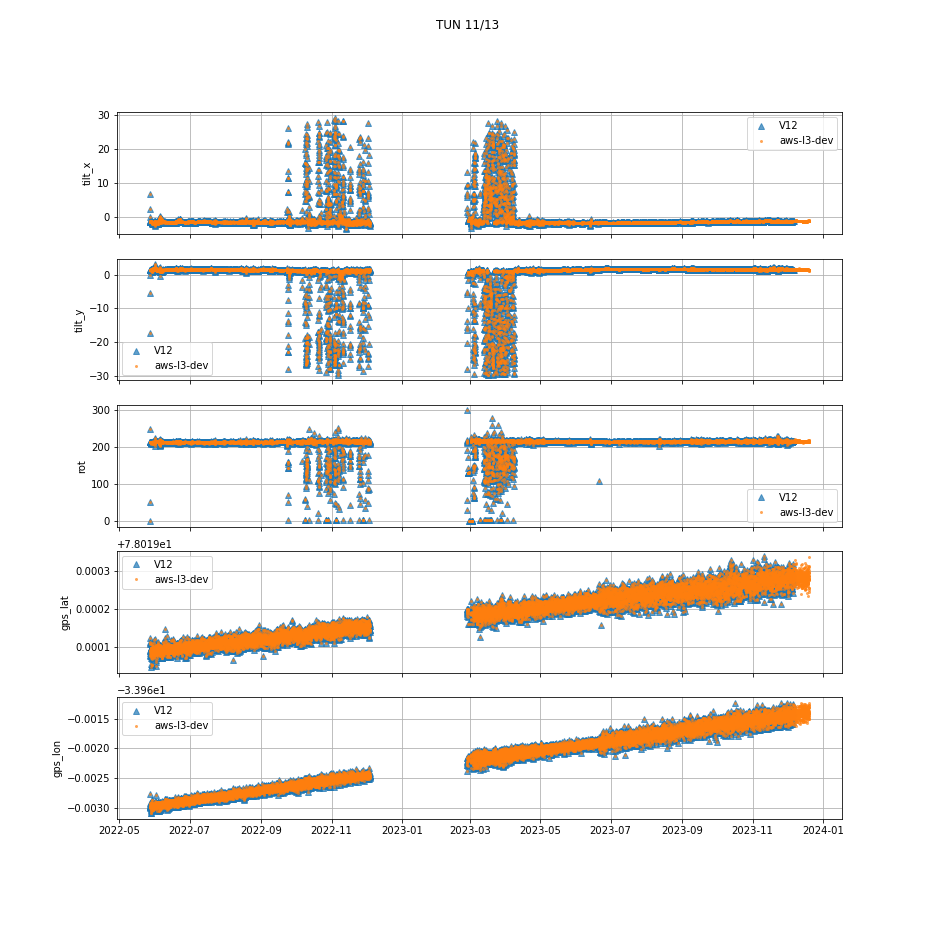 TUN 11/13
30
20
10
0
tilt_x
V12
aws-l3-dev
0
−10
−20
−30
tilt_y
V12
aws-l3-dev
300
200
100
0
rot
V12
aws-l3-dev
+7.8019e1
0.0003
0.0002
0.0001
gps_lat
V12
aws-l3-dev
−3.396e1
−0.0015
−0.0020
−0.0025
−0.0030
gps_lon
V12
aws-l3-dev
2022-05 2022-07 2022-09 2022-11 2023-01 2023-03 2023-05 2023-07 2023-09 2023-11 2024-01